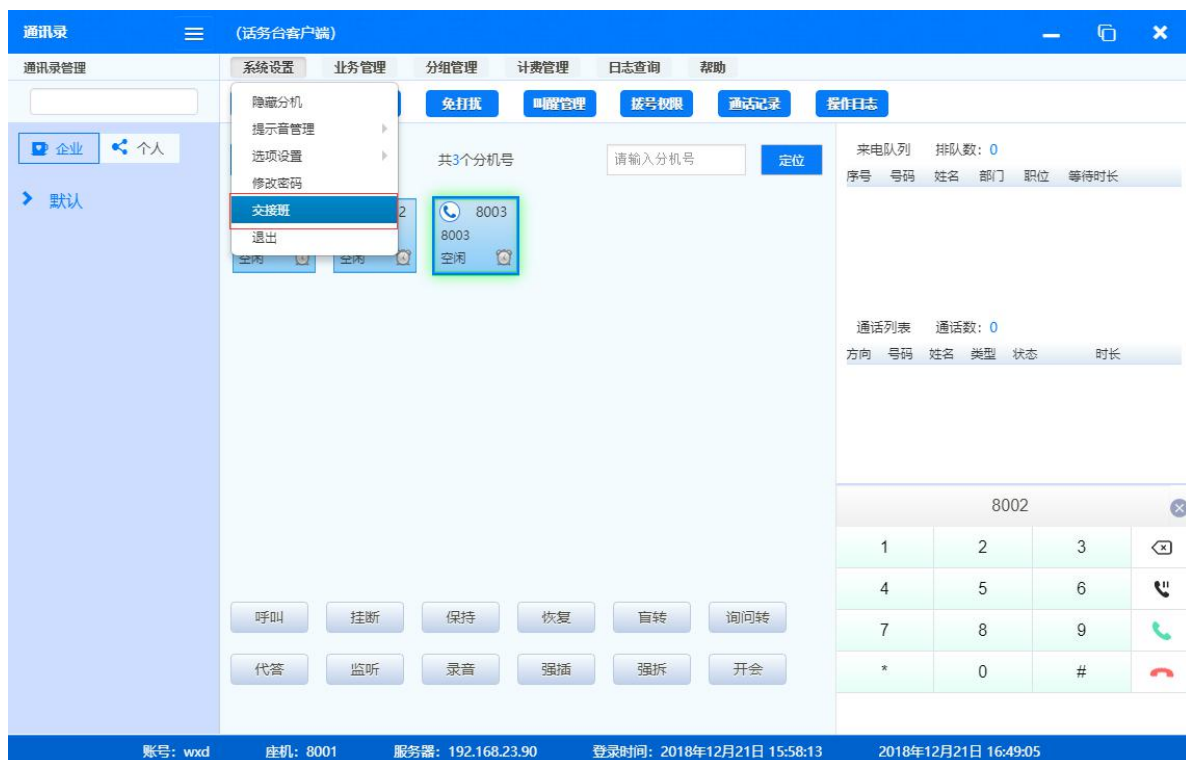 通讯录 (话务台客户端)
通讯录管理 系统设置 业务管理 分组管理 计费管理 日志查询 帮助
免打扰 叫醒管理 拨号权限 通话记录 操作日志
隐藏分机
提示音管理
选项设置
修改密码
交接班
退出
企业 个人
默认
共3个分机号 请输入分机号 定位
2 8003
8003
空闲 空闲 空闲
来电队列 排队数: 0
序号 号码 姓名 部门 职位 等待时长
通话列表 通话数: 0
方向 号码 姓名 类型 状态 时长
8002
1 2 3
4 5 6
7 8 9
* 0 #
呼叫 挂断 保持 恢复 盲转 询问转
代答 监听 录音 强插 强拆 开会
账号: wxd 座机: 8001 服务器: 192.168.23.90 登录时间: 2018年12月21日 15:58:13 2018年12月21日 16:49:05